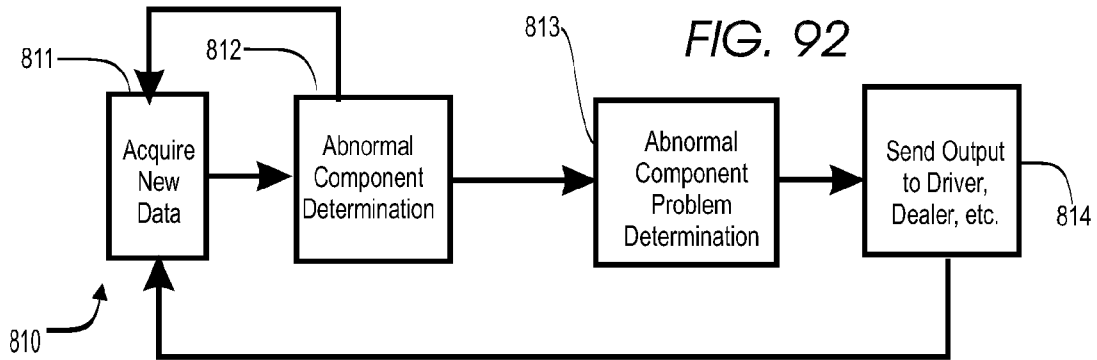 FIG. 92
811
812
813
Acquire
New
Data
Abnormal
Component
Determination
Abnormal
Component
Problem
Determination
Send Output
to Driver,
Dealer, etc.
814
810